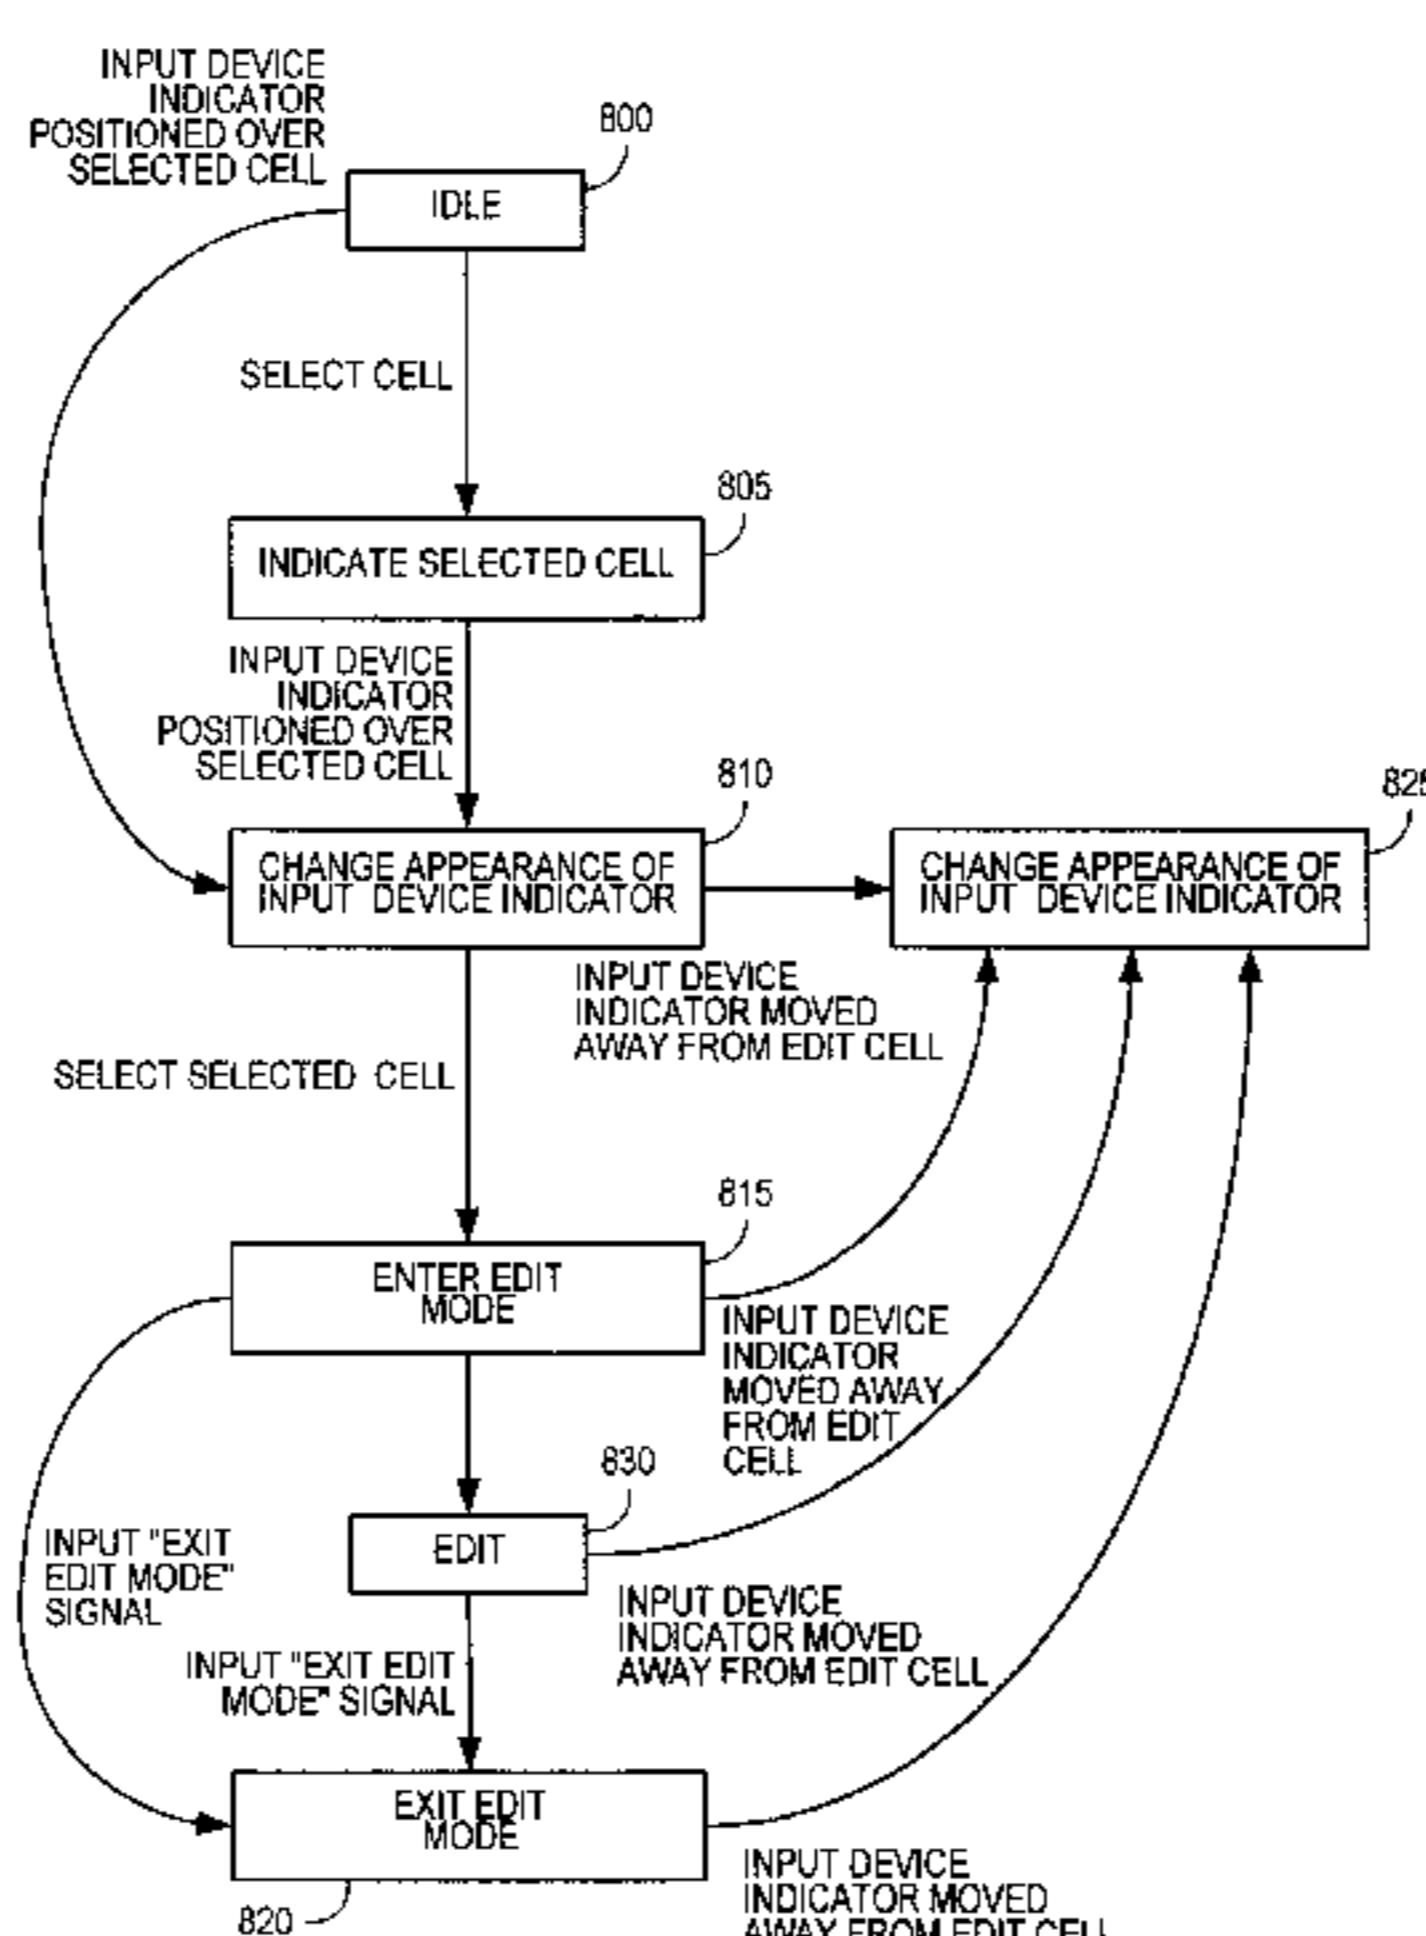 INPUT DEVICE
INDICATOR
POSITIONED OVER
SELECTED CELL
800
IDLE
SELECT CELL
805
INDICATE SELECTED CELL
INPUT DEVICE
INDICATOR
POSITIONED OVER
SELECTED CELL
810
CHANGE APPEARANCE OF
INPUT DEVICE INDICATOR
CHANGE APPEARANCE OF
INPUT DEVICE INDICATOR
INPUT DEVICE
INDICATOR MOVED
AWAY FROM EDIT CELL
SELECT SELECTED CELL
815
ENTER EDIT
MODE
INPUT DEVICE
INDICATOR
MOVED AWAY
FROM EDIT
CELL
830
EDIT
INPUT "EXIT
EDIT MODE"
SIGNAL
INPUT DEVICE
INDICATOR MOVED
AWAY FROM EDIT CELL
INPUT "EXIT EDIT
MODE" SIGNAL
EXIT EDIT
MODE
820
INPUT DEVICE
INDICATOR MOVED
AWAY FROM EDIT CELL